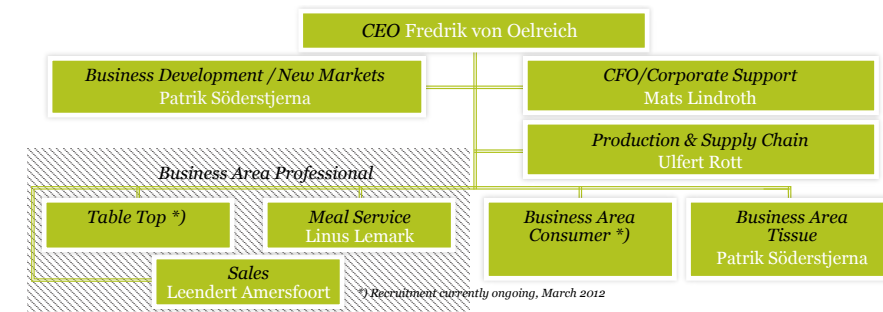 CEO Fredrik von Oelreich
Business Development / New Markets
Patrik Söderstjerna
CFO/Corporate Support
Mats Lindroth
Production & Supply Chain
Ulfert Rott
Business Area Professional
Table Top *)
Meal Service
Linus Lemark
Business Area
Consumer *)
Business Area
Tissue
Patrik Söderstjerna
Sales
Leendert Amersfoort
*) Recruitment currently ongoing, March 2012